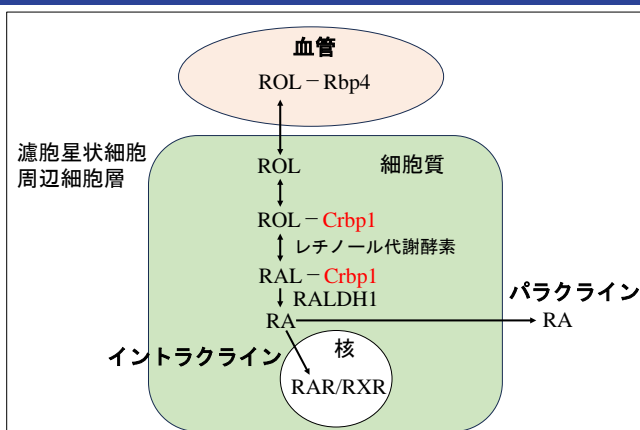 血管
ROL－Rbp4
濾胞星状細胞
周辺細胞層
ROL
細胞質
ROL－Crbp1
レチノール代謝酵素
RAL－Crbp1
RALDH1
パラクライン
RA
RA
イントラクライン
核
RAR/RXR